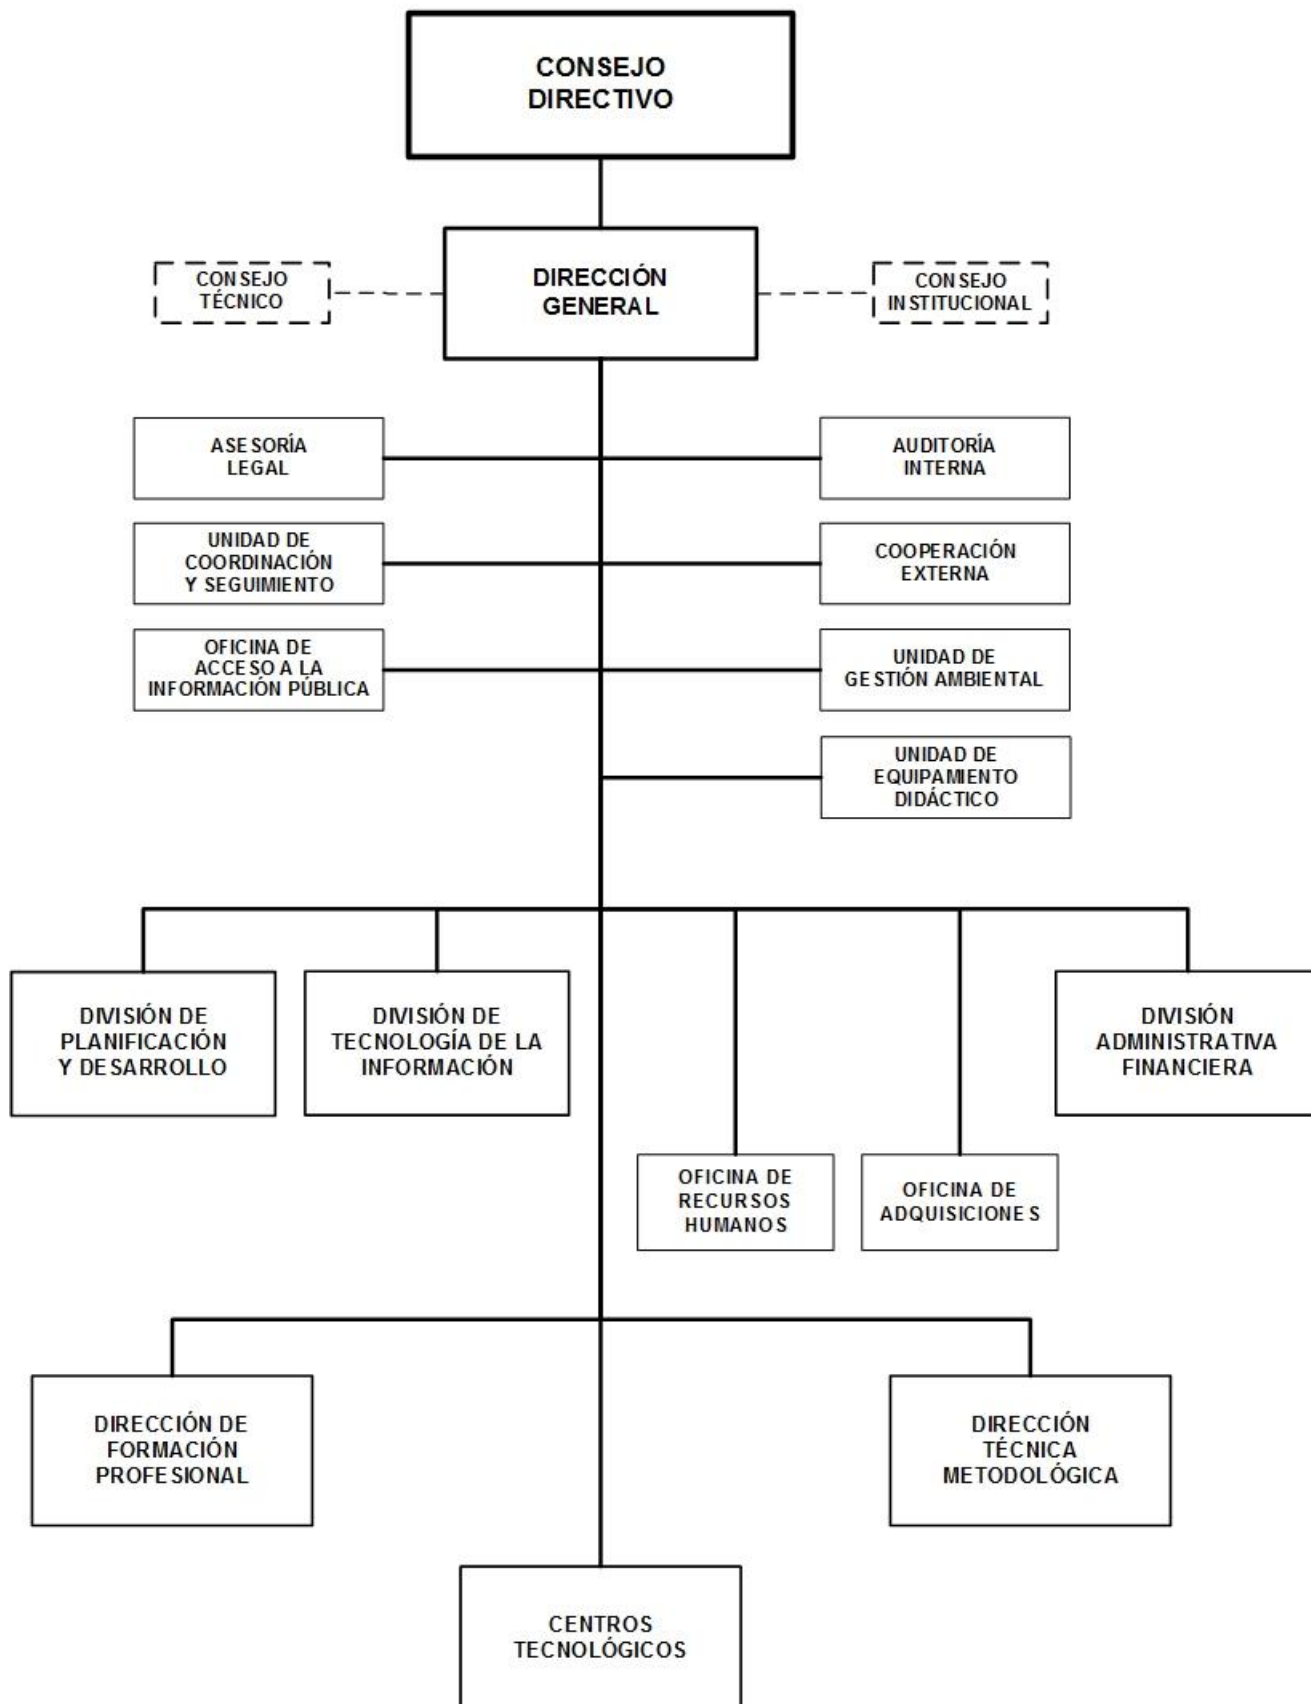 CONSEJO
DIRECTIVO
DIRECCIÓN
GENERAL
CONSEJO
TÉCNICO
CONSEJO
INSTITUCIONAL
ASESORÍA
LEGAL
AUDITORÍA
INTERNA
UNIDAD DE
COORDINACIÓN
Y SEGUIMIENTO
COOPERACIÓN
EXTERNA
OFICINA DE
ACCESO A LA
INFORMACIÓN PÚBLICA
UNIDAD DE
GESTIÓN AMBIENTAL
UNIDAD DE
EQUIPAMIENTO
DIDÁCTICO
DIVISIÓN DE
PLANIFICACIÓN
Y DESARROLLO
DIVISIÓN DE
TECNOLOGÍA DE LA
INFORMACIÓN
DIVISIÓN
ADMINISTRATIVA
FINANCIERA
OFICINA DE
RECURSOS
HUMANOS
OFICINA DE
ADQUISICIONES
DIRECCIÓN DE
FORMACIÓN
PROFESIONAL
DIRECCIÓN
TÉCNICA
METODOLÓGICA
CENTROS
TECNOLÓGICOS